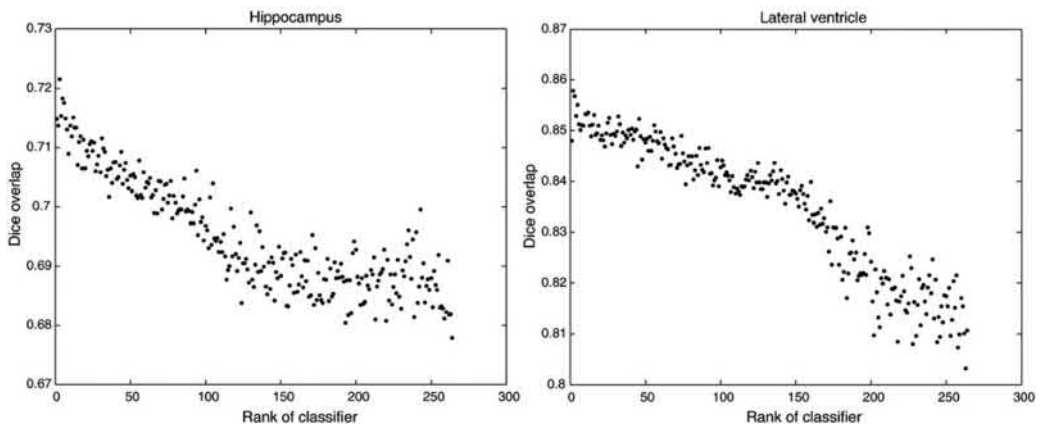 Hippocampus
0.73
0.72
0.71
0.7
0.69
0.68
0.67
Dice overlap
0 50 100 150 200 250 300
Rank of classifier
Lateral ventricle
0.87
0.86
0.85
0.84
0.83
0.82
0.81
0.8
Dice overlap
0 50 100 150 200 250 300
Rank of classifier